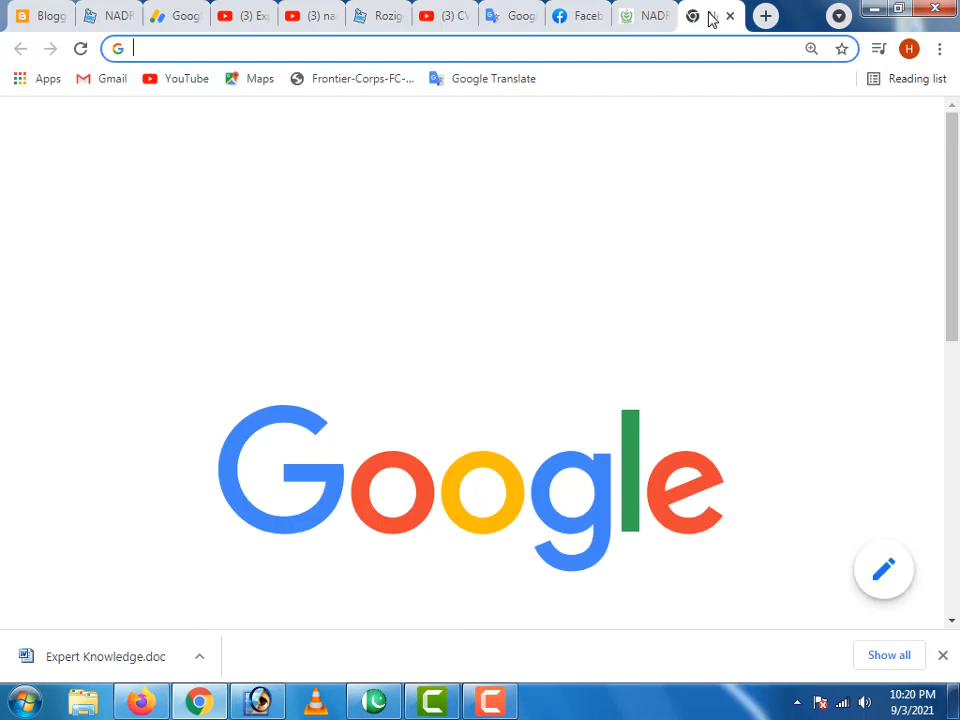 Blogg
NADR
Googl
(3) Ex
(3) na
Rozig
(3) CV
Goog
Faceb
NADR
Apps
Gmail
YouTube
Maps
Frontier-Corps-FC-...
Google Translate
Reading list
Google
Expert Knowledge.doc
Show all
10:20 PM
9/3/2021